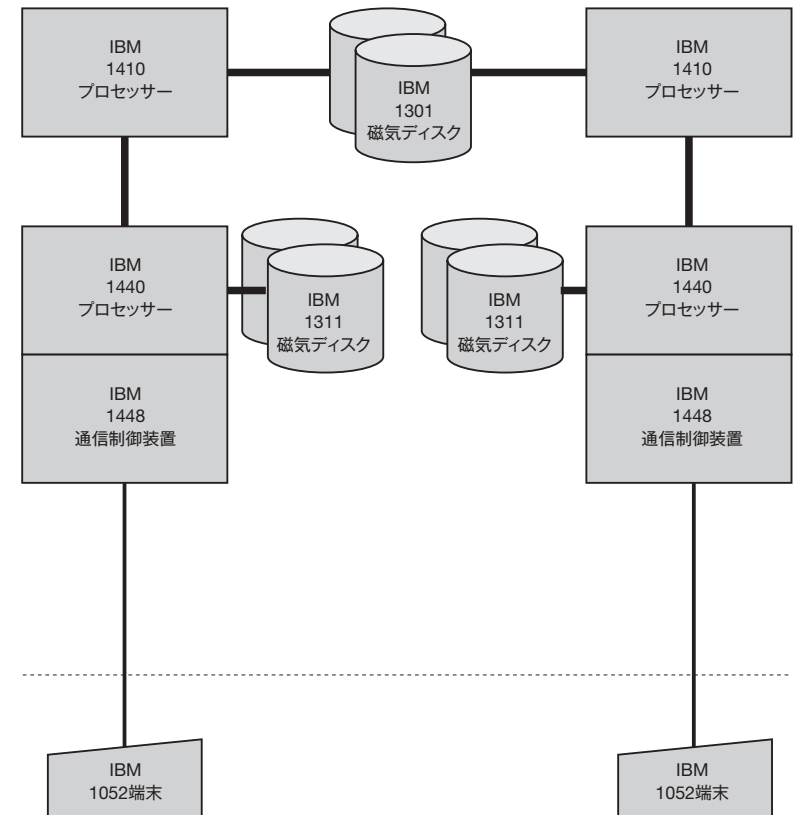 IBM
1410
プロセッサー
IBM
1301
磁気ディスク
IBM
1410
プロセッサー
IBM
1440
プロセッサー
IBM
1311
磁気ディスク
IBM
1311
磁気ディスク
IBM
1440
プロセッサー
IBM
1448
通信制御装置
IBM
1448
通信制御装置
IBM
1052端末
IBM
1052端末